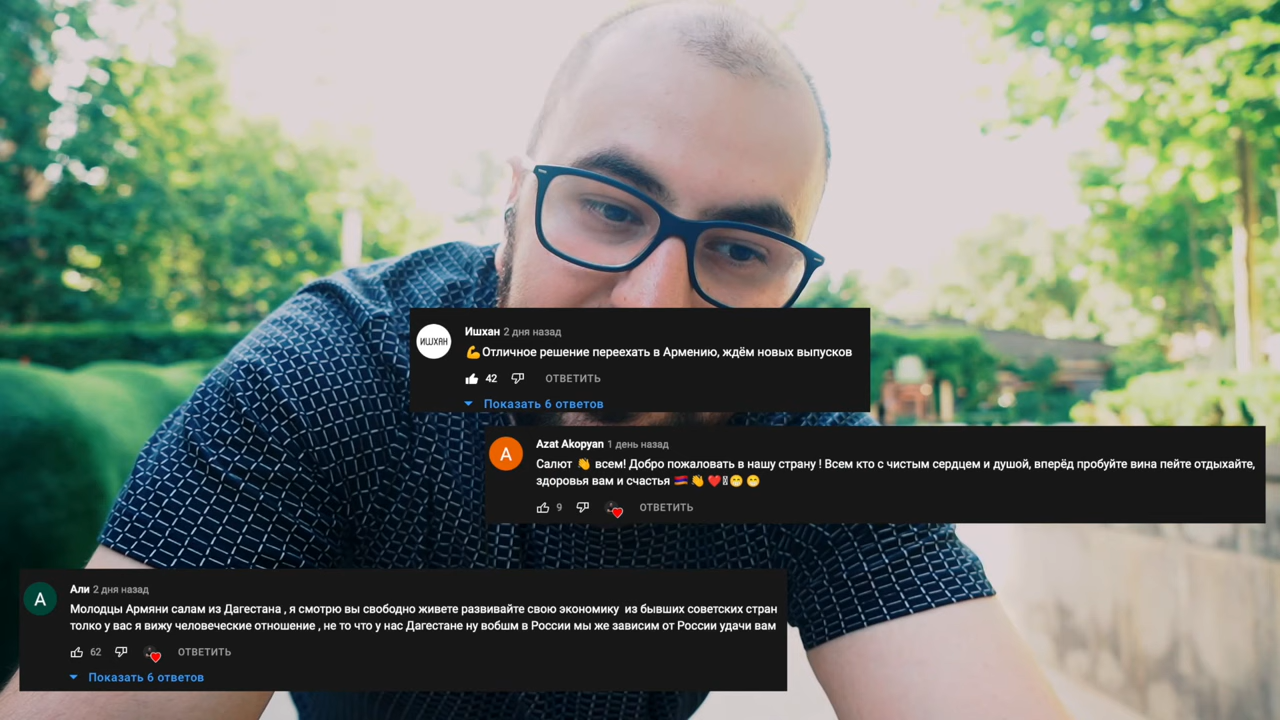 ИШХАН
Ишхан 2 дня назад
💪Отличное решение переехать в Армению, ждём новых выпусков
42 ОТВЕТИТЬ
Показать 6 ответов
A
Azat Akopyan 1 день назад
Салют 👏 всем! Добро пожаловать в нашу страну ! Всем кто с чистым сердцем и душой, вперёд пробуйте вина пейте отдыхайте,
здоровья вам и счастья 🇦🇲👏❤️😁😁
9 ОТВЕТИТЬ
А
Али 2 дня назад
Молодцы Армяни салам из Дагестана , я смотрю вы свободно живете развивайте свою экономику из бывших советских стран
толко у вас я вижу человеческие отношение , не то что у нас Дагестане ну вобшм в России мы же зависим от России удачи вам
62 ОТВЕТИТЬ
Показать 6 ответов